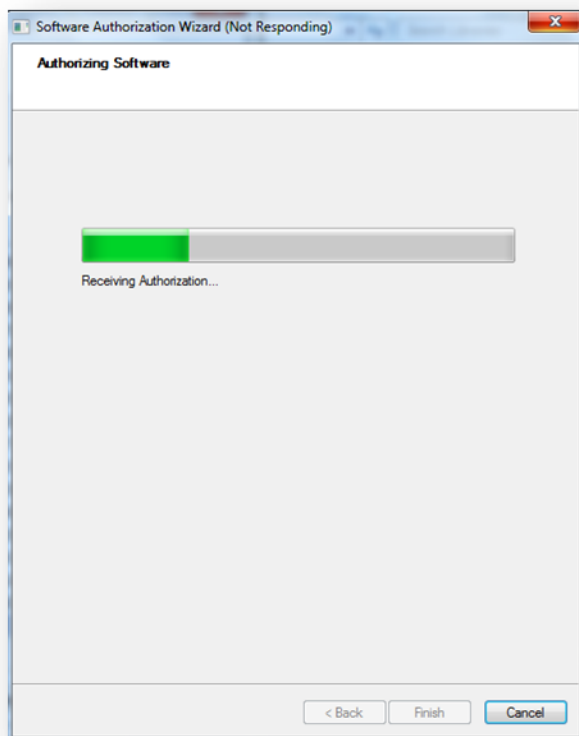 Software Authorization Wizard (Not Responding)
Authorizing Software
Receiving Authorization...
< Back
Finish
Cancel